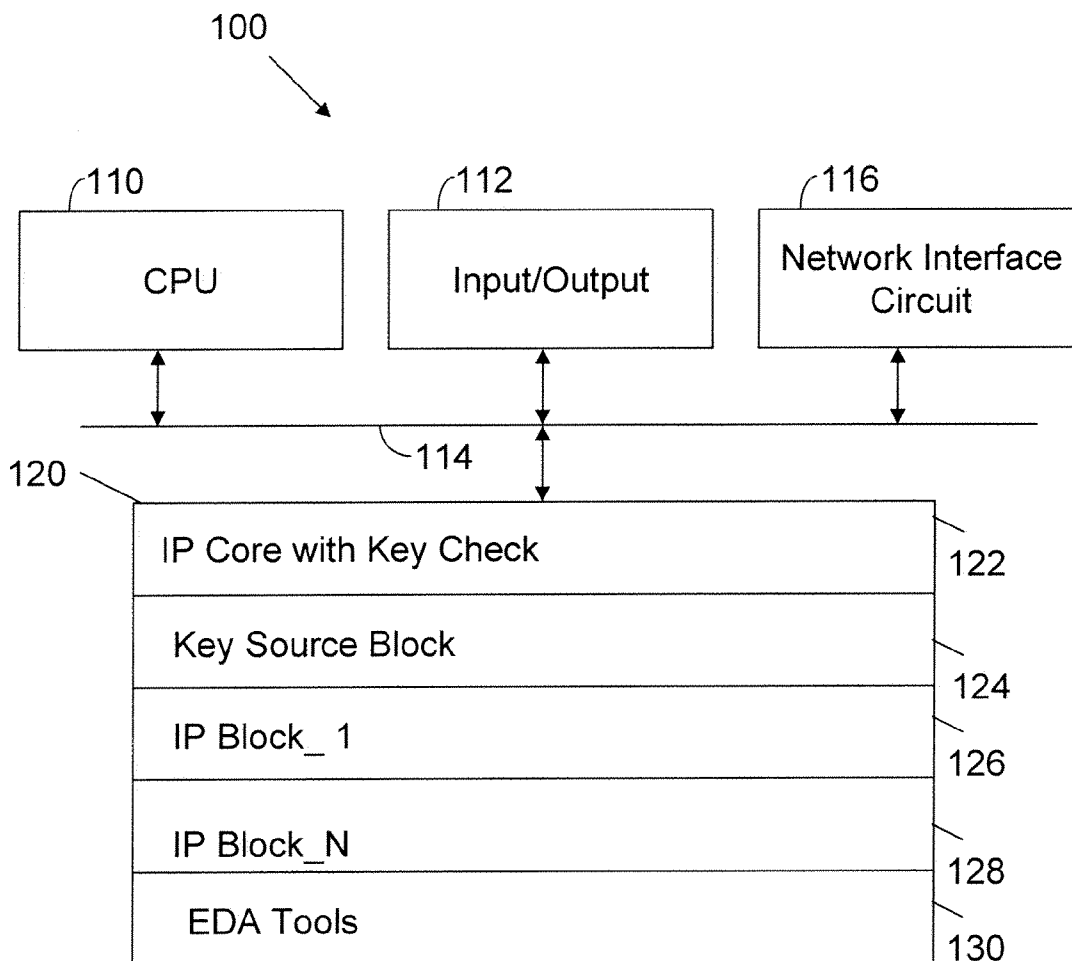 100
110
112
116
CPU
Input/Output
Network Interface
Circuit
114
120
IP Core with Key Check
122
Key Source Block
124
IP Block_ 1
126
IP Block_N
128
EDA Tools
130